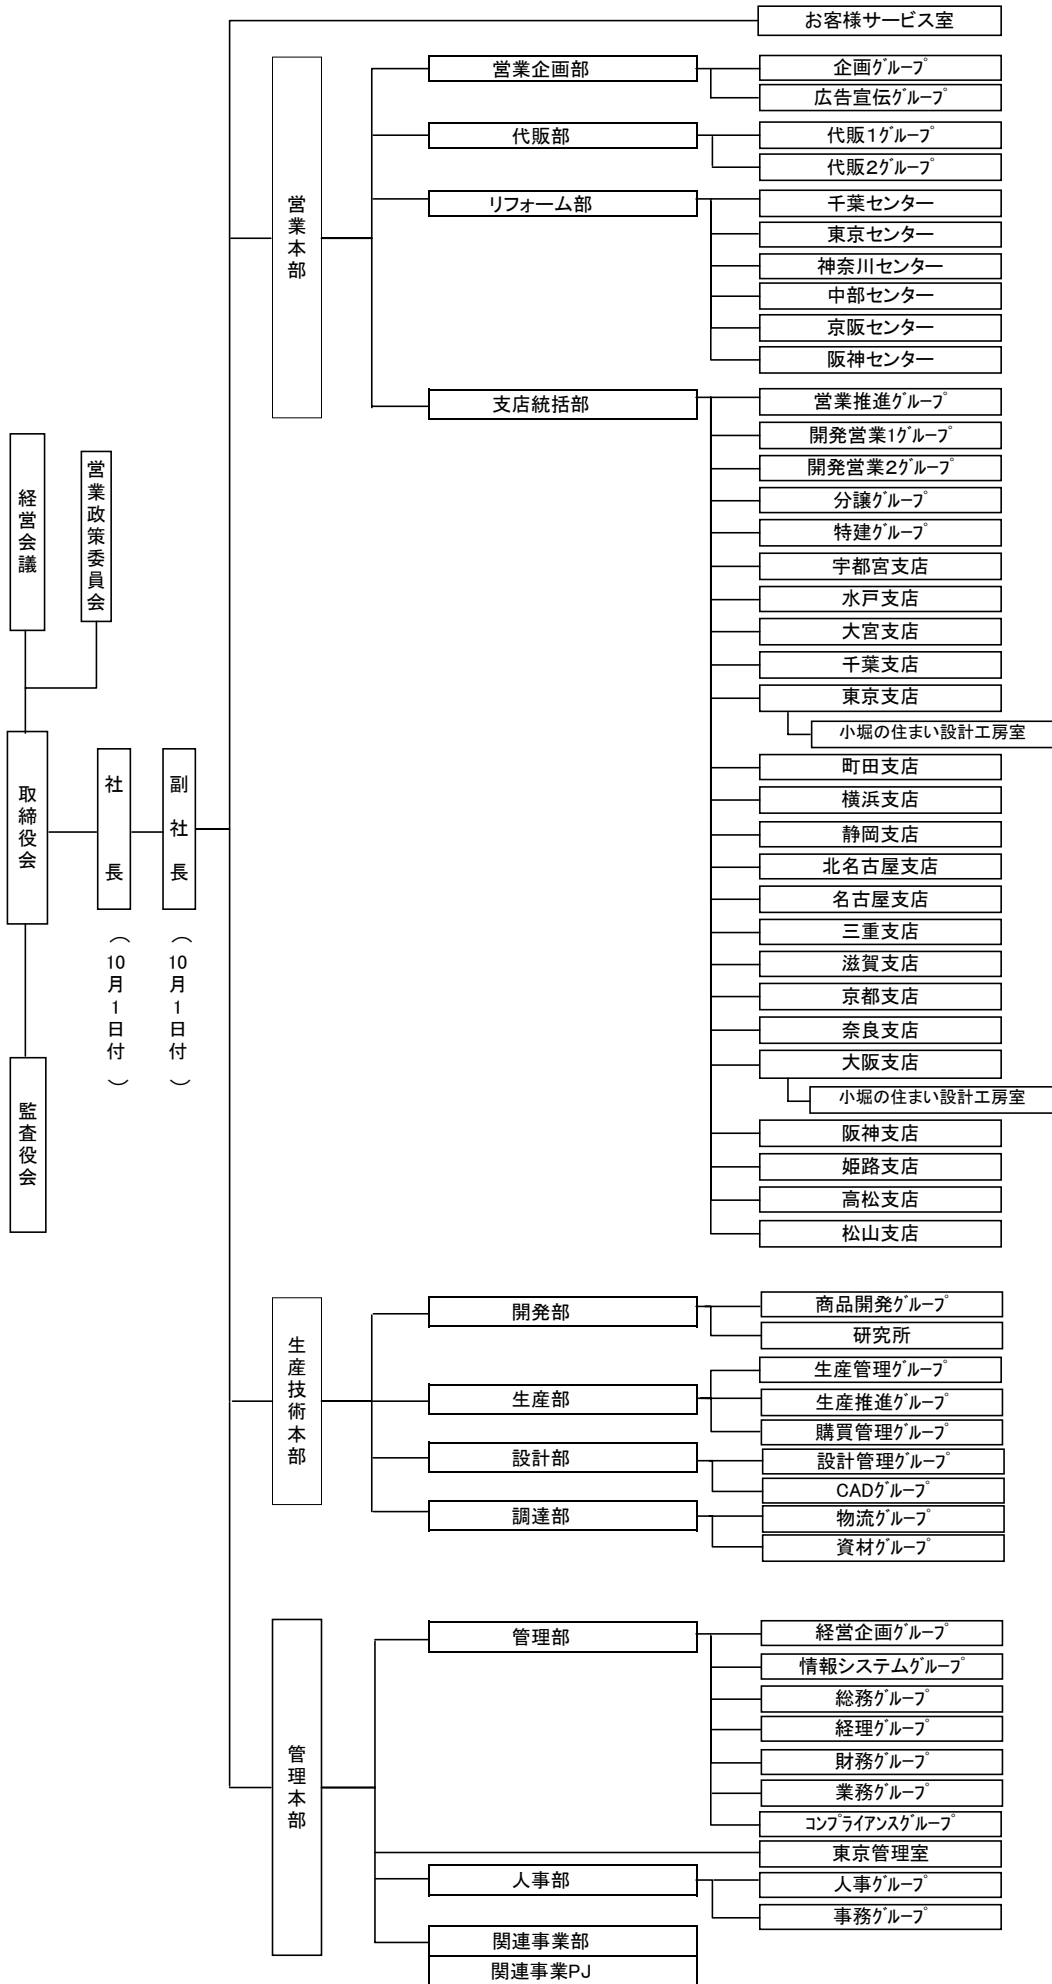 お客様サービス室
営業本部
営業企画部
企画グループ
広告宣伝グループ
代販部
代販1グループ
代販2グループ
リフォーム部
千葉センター
東京センター
神奈川センター
中部センター
京阪センター
阪神センター
支店統括部
営業推進グループ
開発営業1グループ
開発営業2グループ
分譲グループ
特建グループ
宇都宮支店
水戸支店
大宮支店
千葉支店
東京支店
小堀の住まい設計工房室
町田支店
横浜支店
静岡支店
北名古屋支店
名古屋支店
三重支店
滋賀支店
京都支店
奈良支店
大阪支店
小堀の住まい設計工房室
阪神支店
姫路支店
高松支店
松山支店
経営会議
営業政策委員会
取締役会
社長
(10月1日付)
副社長
(10月1日付)
監査役会
生産技術本部
開発部
商品開発グループ
研究所
生産部
生産管理グループ
生産推進グループ
購買管理グループ
設計部
設計管理グループ
CADグループ
調達部
物流グループ
資材グループ
管理本部
管理部
経営企画グループ
情報システムグループ
総務グループ
経理グループ
財務グループ
業務グループ
コンプライアンスグループ
東京管理室
人事部
人事グループ
事務グループ
関連事業部
関連事業PJ